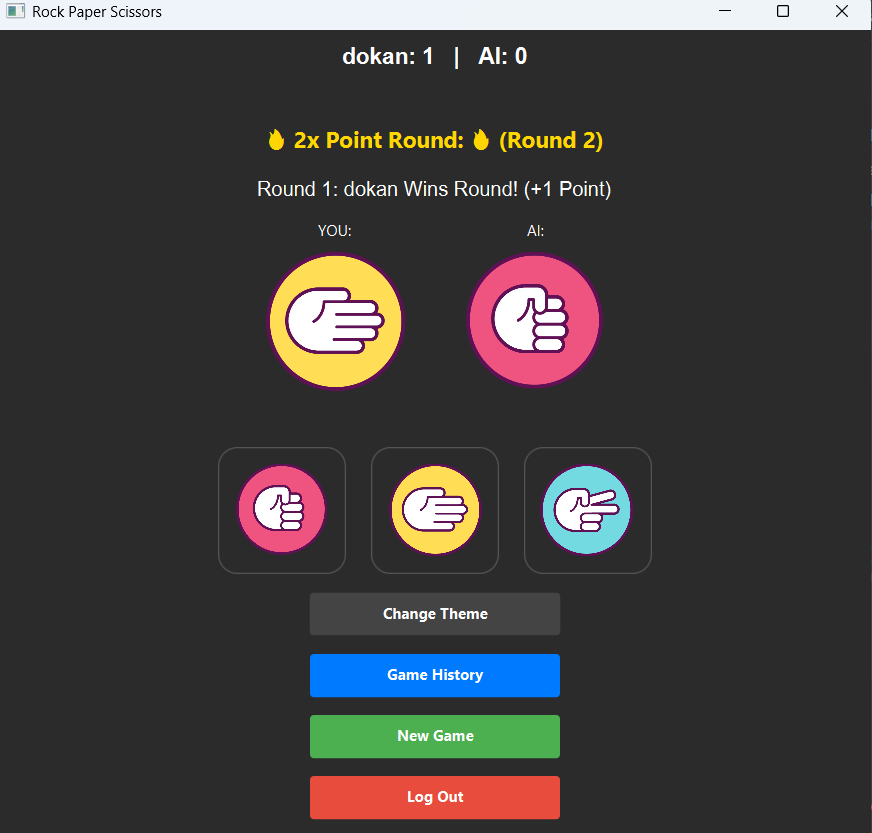 Rock Paper Scissors
dokan: 1 | AI: 0
🔥 2x Point Round: 🔥 (Round 2)
Round 1: dokan Wins Round! (+1 Point)
YOU: AI:
Change Theme
Game History
New Game
Log Out